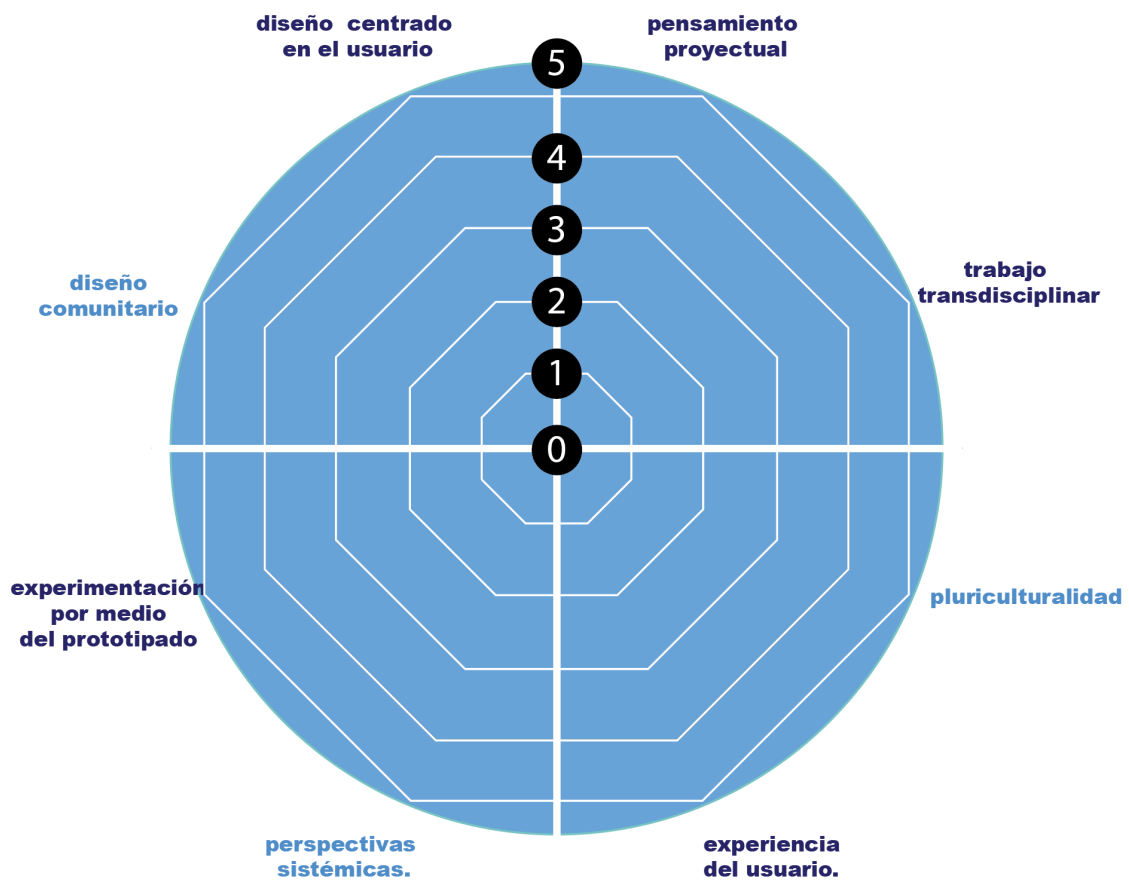 diseño centrado
en el usuario
pensamiento
proyectual
5
4
3
2
1
0
diseño
comunitario
trabajo
transdisciplinar
experimentación
por medio
del prototipado
pluriculturalidad
perspectivas
sistémicas.
experiencia
del usuario.